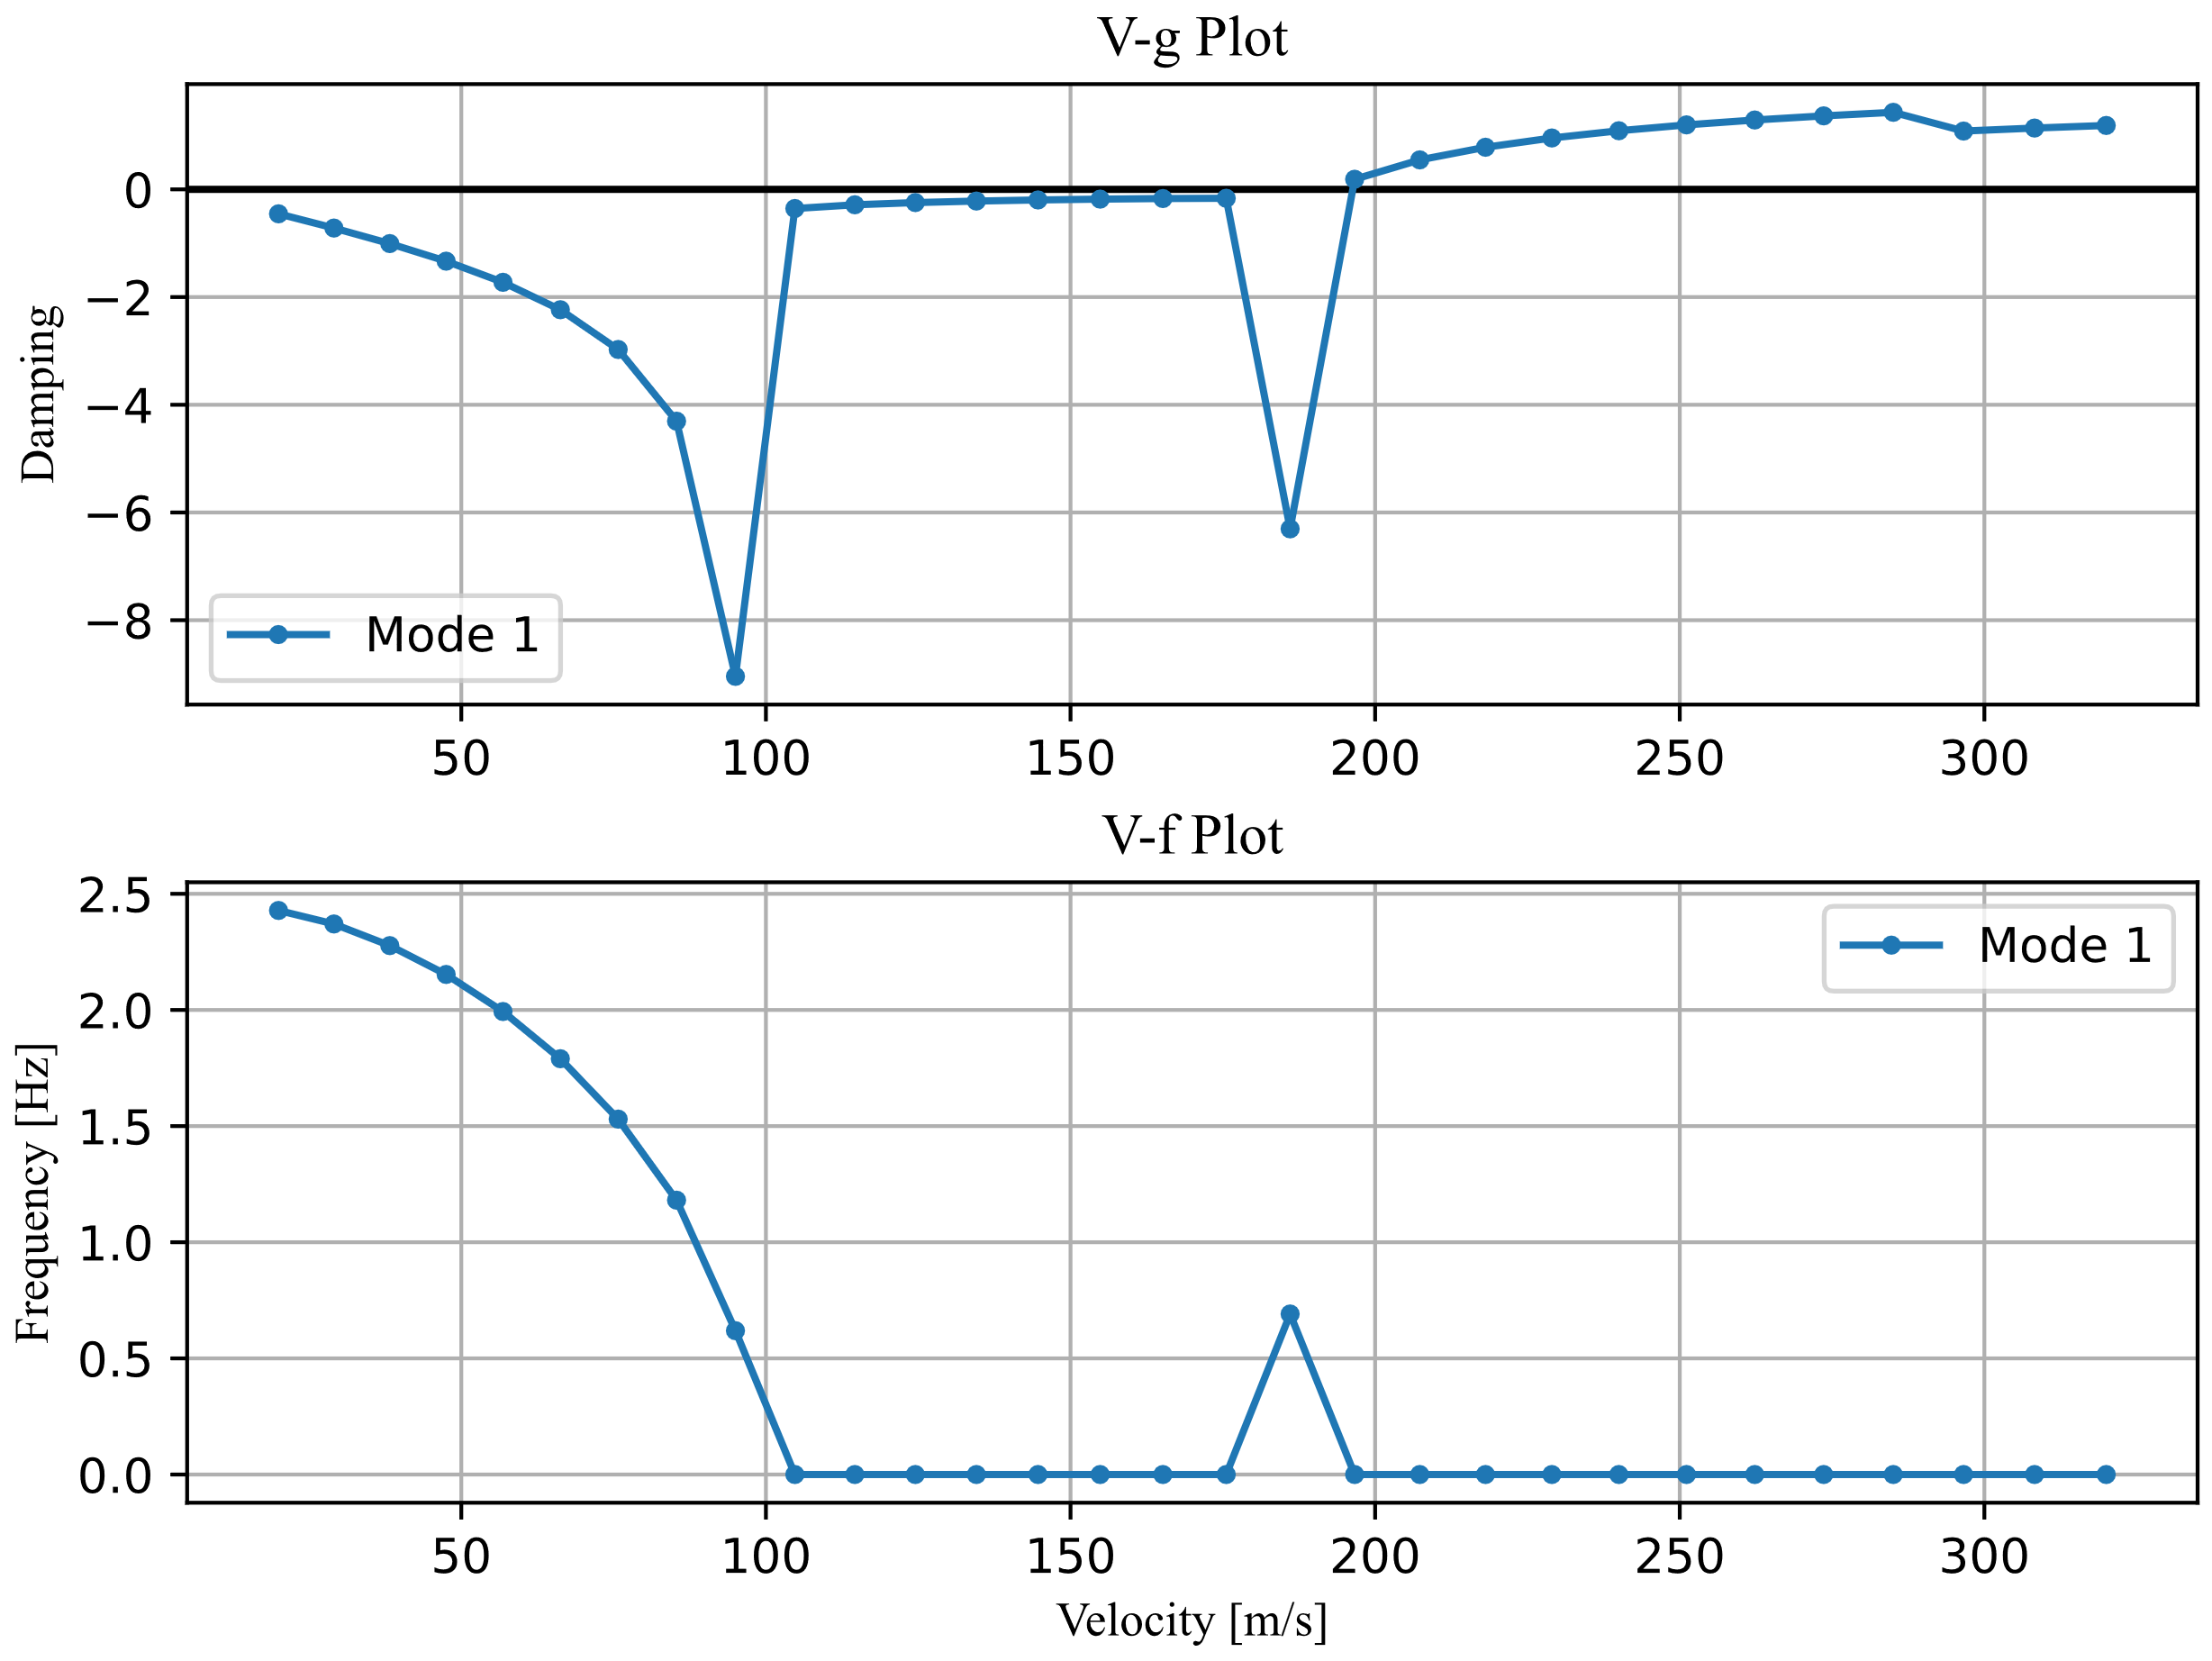 V-g Plot
Damping
0
−2
−4
−6
−8
Mode 1
50 100 150 200 250 300
V-f Plot
Frequency [Hz]
2.5
2.0
1.5
1.0
0.5
0.0
Mode 1
50 100 150 200 250 300
Velocity [m/s]